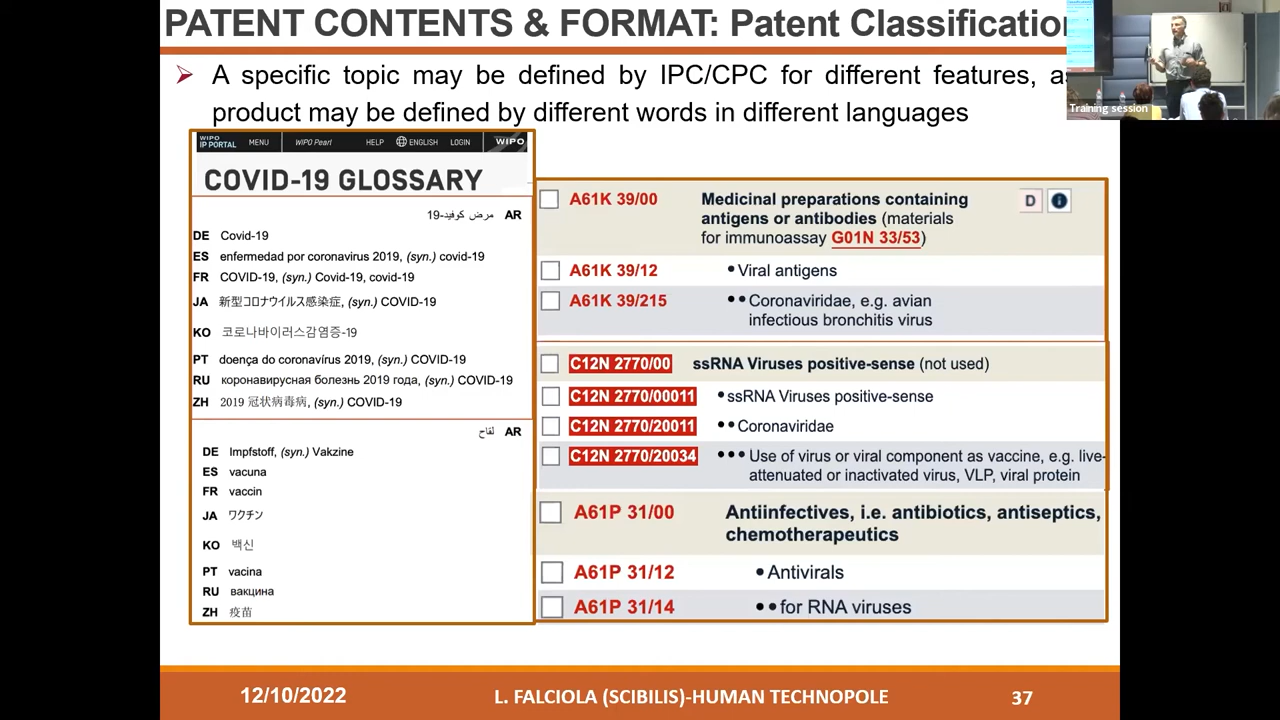 PATENT CONTENTS & FORMAT: Patent Classification
Training session
A specific topic may be defined by IPC/CPC for different features,
product may be defined by different words in different languages
WIPO
IP PORTAL MENU WIPO Pearl HELP ENGLISH LOGIN WIPO
COVID-19 GLOSSARY
مرض كوفيد-19 AR
DE Covid-19
ES enfermedad por coronavirus 2019, (syn.) covid-19
FR COVID-19, (syn.) Covid-19, covid-19
JA 新型コロナウイルス感染症, (syn.) COVID-19
KO 코로나바이러스감염증-19
PT doença do coronavírus 2019, (syn.) COVID-19
RU коронавирусная болезнь 2019 года, (syn.) COVID-19
ZH 2019 冠状病毒病, (syn.) COVID-19
لقاح AR
DE Impfstoff, (syn.) Vakzine
ES vacuna
FR vaccin
JA ワクチン
KO 백신
PT vacina
RU вакцина
ZH 疫苗
A61K 39/00 Medicinal preparations containing D i
antigens or antibodies (materials
for immunoassay G01N 33/53)
A61K 39/12 •Viral antigens
A61K 39/215 ••Coronaviridae, e.g. avian
infectious bronchitis virus
C12N 2770/00 ssRNA Viruses positive-sense (not used)
C12N 2770/00011 •ssRNA Viruses positive-sense
C12N 2770/20011 ••Coronaviridae
C12N 2770/20034 •••Use of virus or viral component as vaccine, e.g. live-
attenuated or inactivated virus, VLP, viral protein
A61P 31/00 Antiinfectives, i.e. antibiotics, antiseptics,
chemotherapeutics
A61P 31/12 •Antivirals
A61P 31/14 ••for RNA viruses
12/10/2022 L. FALCIOLA (SCIBILIS)-HUMAN TECHNOPOLE 37